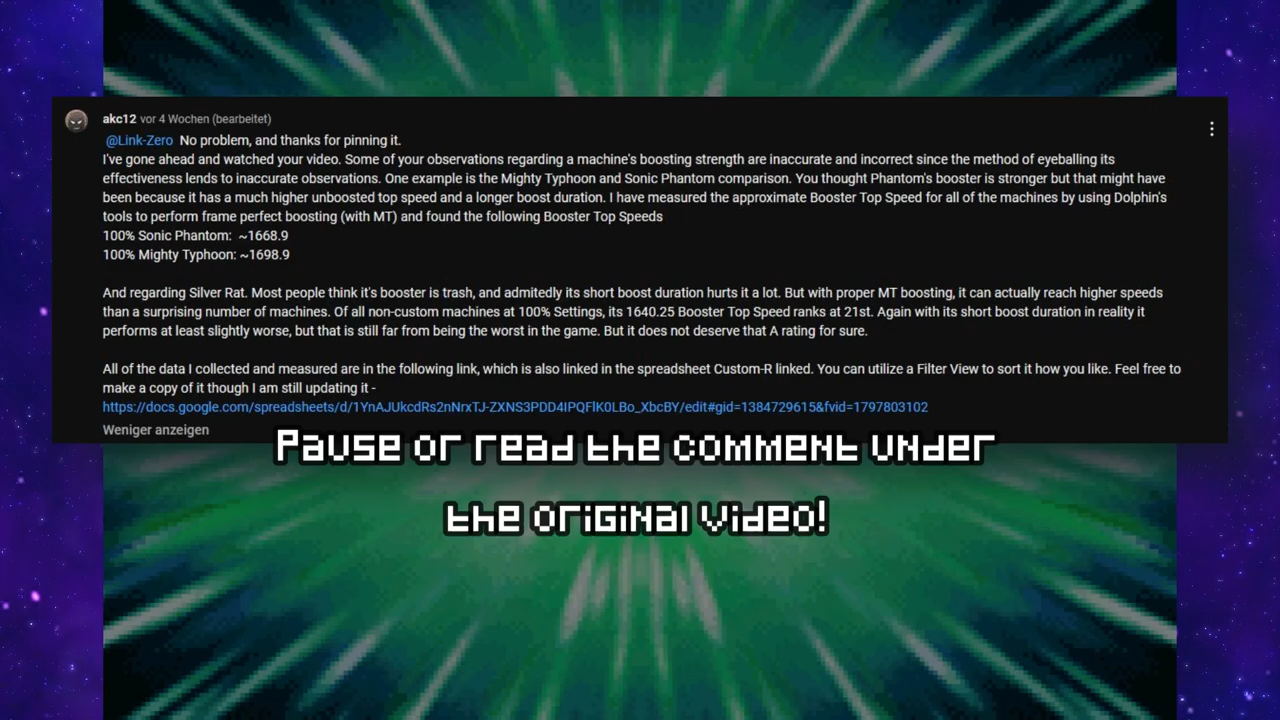 akc12 vor 4 Wochen (bearbeitet)
@Link-Zero No problem, and thanks for pinning it.
I've gone ahead and watched your video. Some of your observations regarding a machine's boosting strength are inaccurate and incorrect since the method of eyeballing its
effectiveness lends to inaccurate observations. One example is the Mighty Typhoon and Sonic Phantom comparison. You thought Phantom's booster is stronger but that might have
been because it has a much higher unboosted top speed and a longer boost duration. I have measured the approximate Booster Top Speed for all of the machines by using Dolphin's
tools to perform frame perfect boosting (with MT) and found the following Booster Top Speeds
100% Sonic Phantom: ~1668.9
100% Mighty Typhoon: ~1698.9
And regarding Silver Rat. Most people think it's booster is trash, and admitedly its short boost duration hurts it a lot. But with proper MT boosting, it can actually reach higher speeds
than a surprising number of machines. Of all non-custom machines at 100% Settings, its 1640.25 Booster Top Speed ranks at 21st. Again with its short boost duration in reality it
performs at least slightly worse, but that is still far from being the worst in the game. But it does not deserve that A rating for sure.
All of the data I collected and measured are in the following link, which is also linked in the spreadsheet Custom-R linked. You can utilize a Filter View to sort it how you like. Feel free to
make a copy of it though I am still updating it -
https://docs.google.com/spreadsheets/d/1YnAJUkcdRs2nNrxTJ-ZXNS3PDD4IPQFlK0LBo_XbcBY/edit#gid=1384729615&fvid=1797803102
Weniger anzeigen
Pause or read the comment under
the original video!